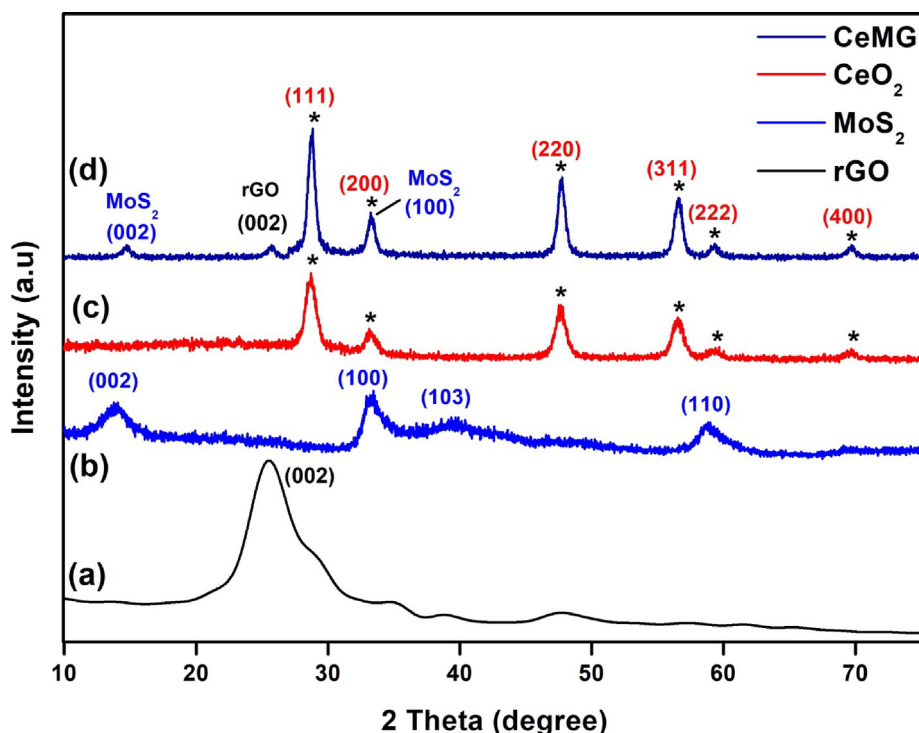 CeMG
CeO2
MoS2
rGO
(d)
(111)
*
MoS2
(002)
rGO
(002)
(200)
*
MoS2
(100)
(220)
*
(311)
*
(222)
*
(400)
*
(c)
*
*
*
*
*
*
(b)
(002)
(100)
(103)
(110)
(a)
(002)
Intensity (a.u)
10 20 30 40 50 60 70
2 Theta (degree)